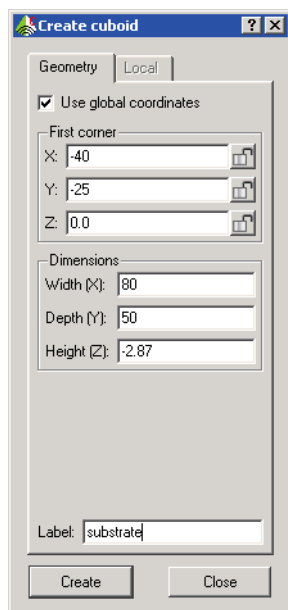 Create cuboid
Geometry Local
Use global coordinates
First corner
X: -40
Y: -25
Z: 0.0
Dimensions
Width (X): 80
Depth (Y): 50
Height (Z): -2.87
Label: substrate
Create Close